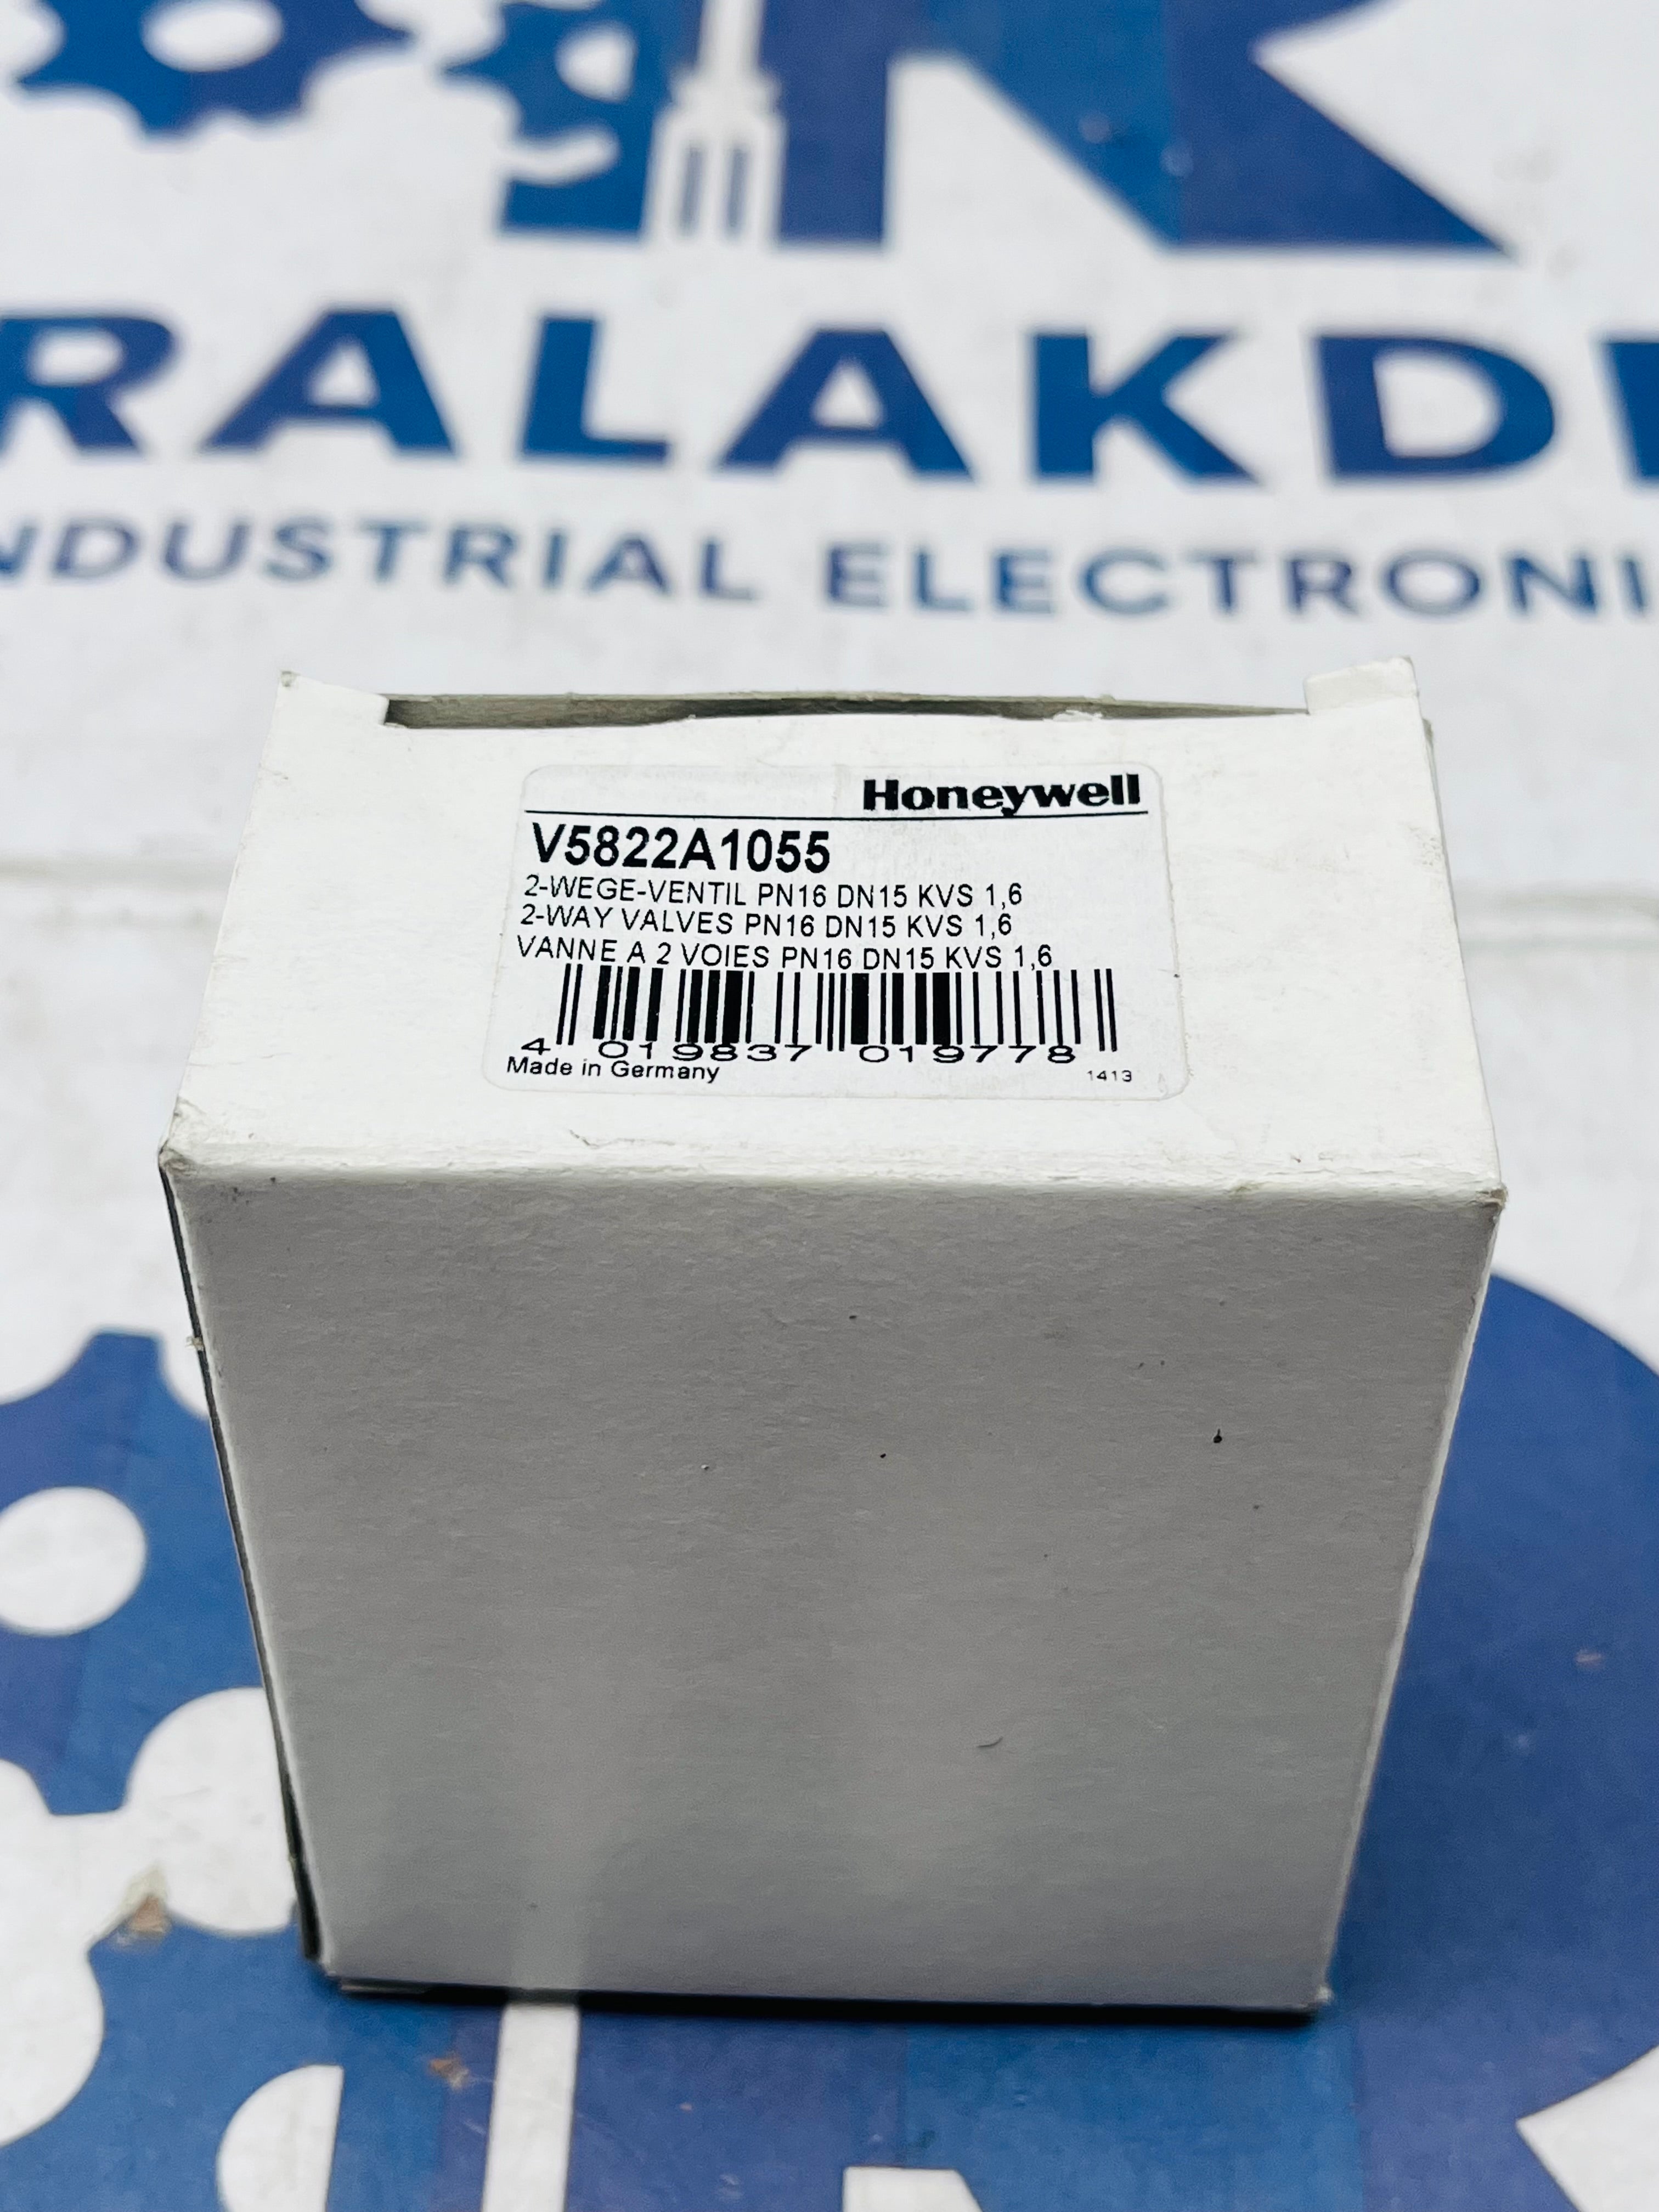 RALAKD
INDUSTRIAL ELECTRONI
Honeywell
V5822A1055
2-WEGE-VENTIL PN16 DN15 KVS 1,6
2-WAY VALVES PN16 DN15 KVS 1,6
VANNE A 2 VOIES PN16 DN15 KVS 1,6
4 019837 019778
Made in Germany 1413